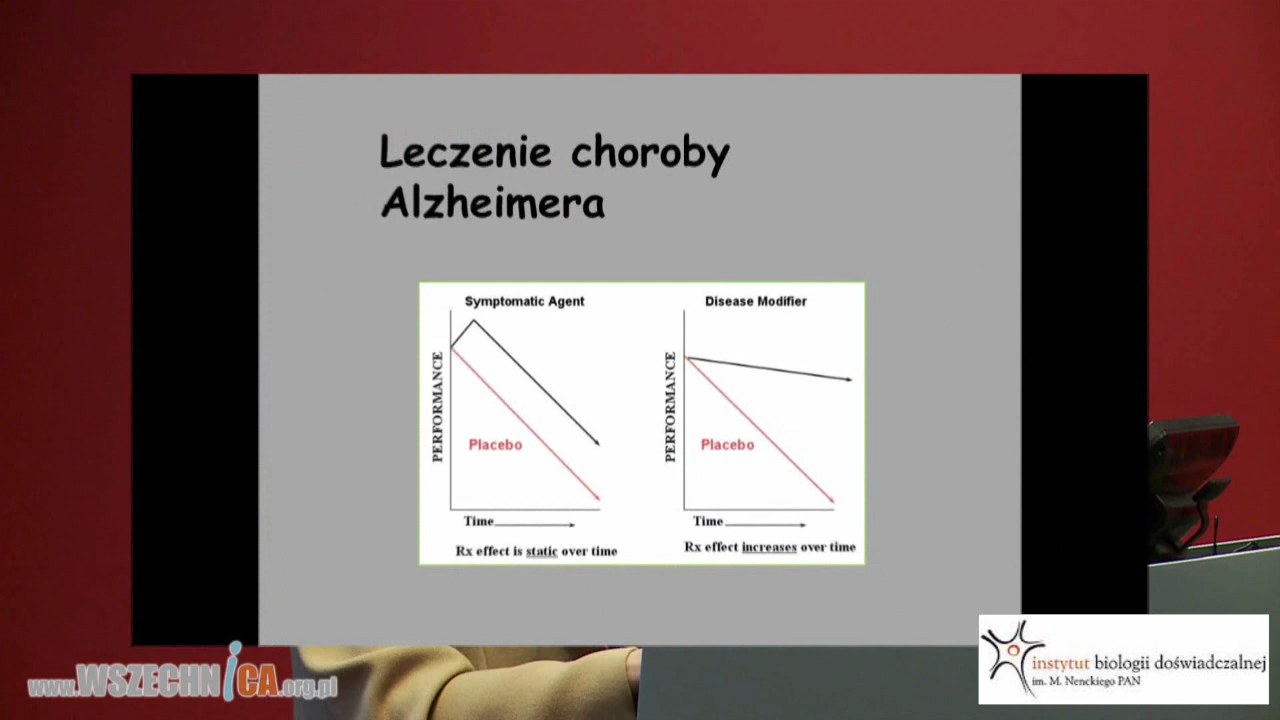 Leczenie choroby
Alzheimera
Symptomatic Agent
PERFORMANCE
Placebo
Time
Rx effect is static over time
Disease Modifier
PERFORMANCE
Placebo
Time
Rx effect increases over time
www.WSZECHNICA.org.pl
instytut biologii doświadczalnej
im. M. Nenckiego PAN